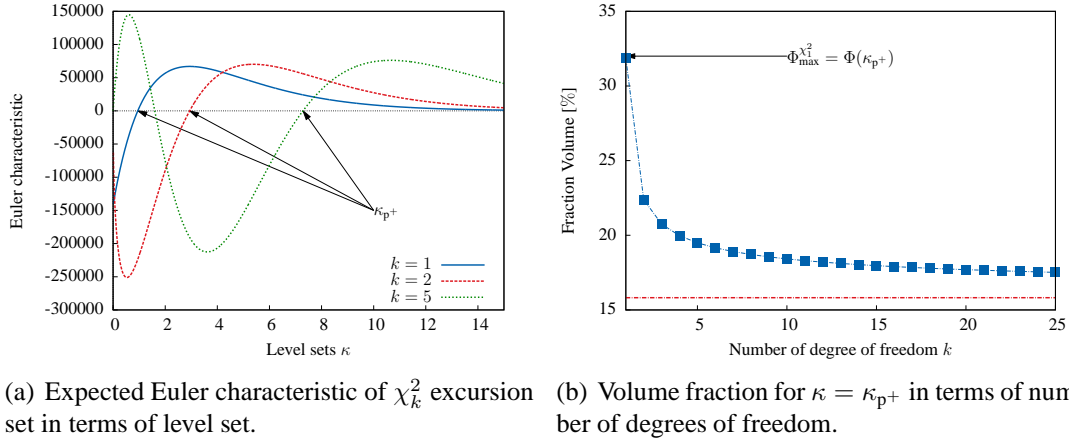 150000
100000
50000
0
-50000
-100000
-150000
-200000
-250000
-300000
Euler characteristic
κp+
k = 1
k = 2
k = 5
0 2 4 6 8 10 12 14
Level sets κ
35
30
25
20
15
Fraction Volume [%]
Φ^{χ²₁}_{max} = Φ(κp+)
5 10 15 20 25
Number of degree of freedom k
(a) Expected Euler characteristic of χ²ₖ excursion
set in terms of level set.
(b) Volume fraction for κ = κp+ in terms of num
ber of degrees of freedom.